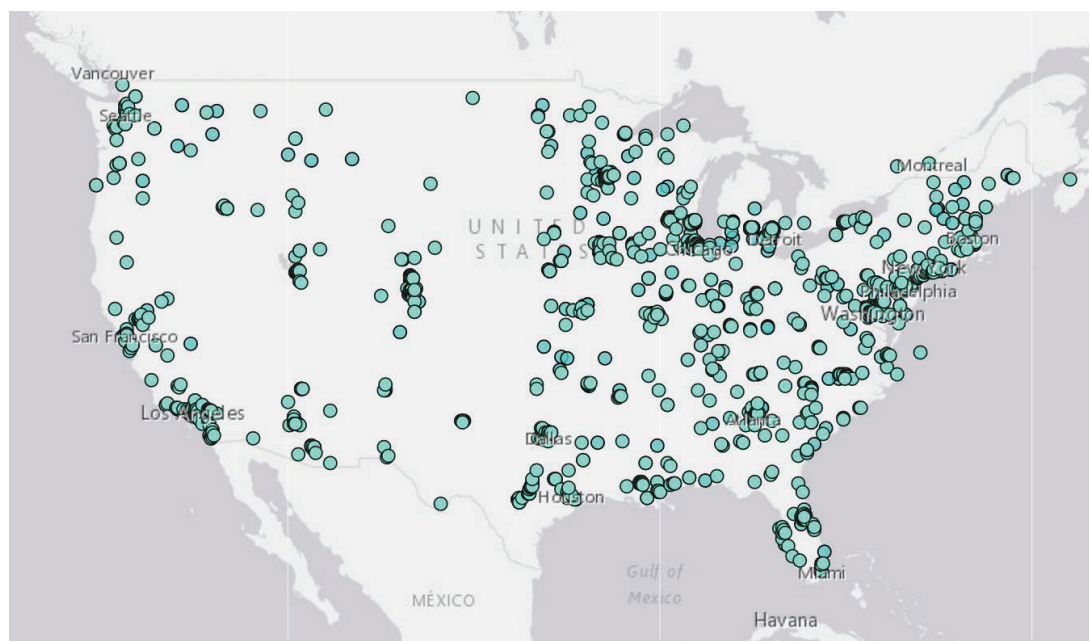 Vancouver
Seattle
Montreal
UNITED
STATES
Chicago
Detroit
Boston
New York
Philadelphia
Washington
San Francisco
Los Angeles
Atlanta
Dallas
Houston
Gulf of
Mexico
Miami
MÉXICO
Havana